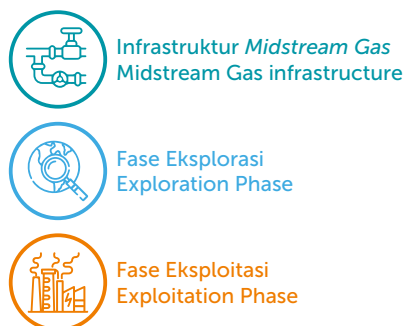 Infrastruktur Midstream Gas
Midstream Gas infrastructure
Fase Eksplorasi
Exploration Phase
Fase Eksploitasi
Exploitation Phase